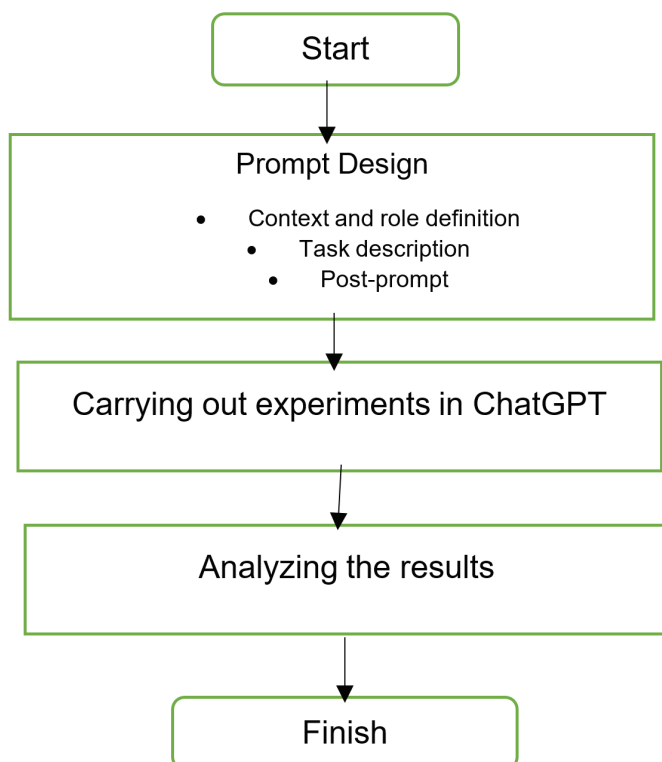 Start
Prompt Design
• Context and role definition
• Task description
• Post-prompt
Carrying out experiments in ChatGPT
Analyzing the results
Finish